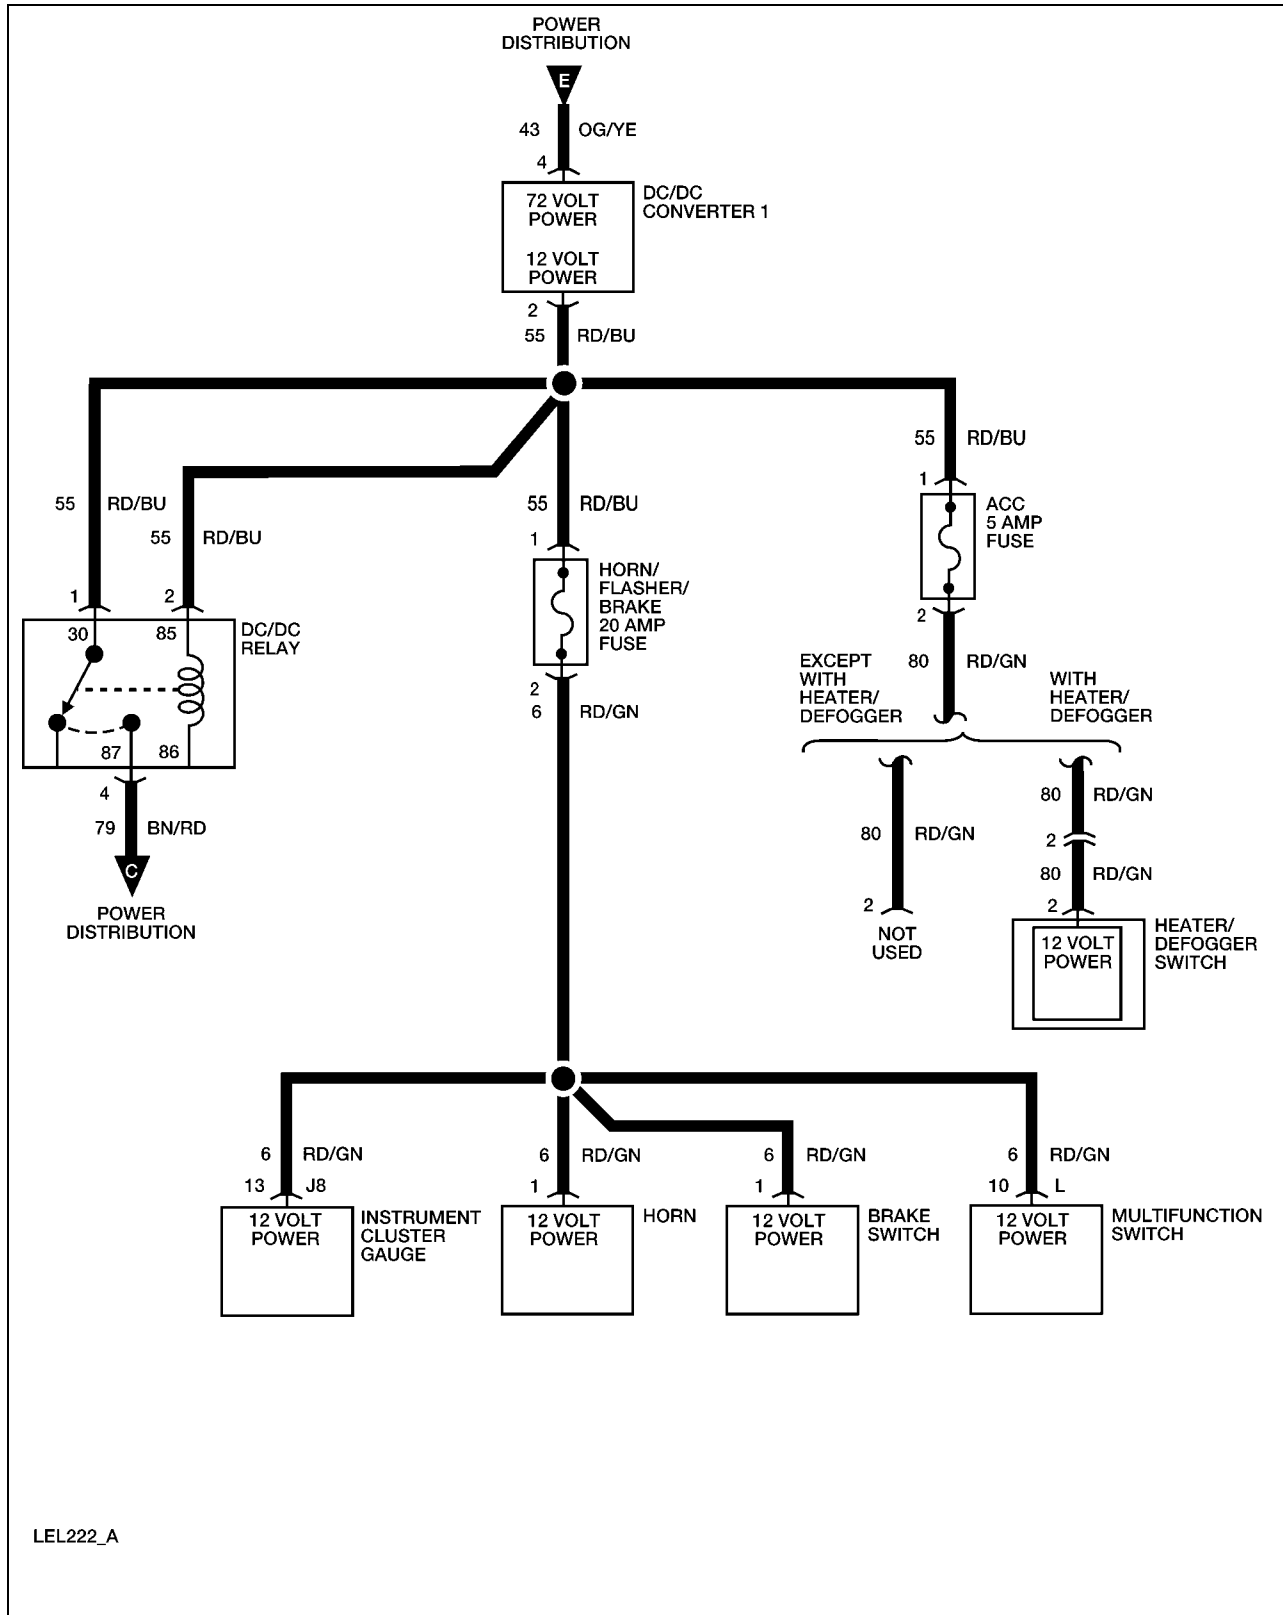 POWER
DISTRIBUTION
E
43 OG/YE
4
72 VOLT
POWER
12 VOLT
POWER
DC/DC
CONVERTER 1
2
55 RD/BU
55 RD/BU
1
ACC
5 AMP
FUSE
2
80 RD/GN
55 RD/BU
55 RD/BU
1 2
30 85
DC/DC
RELAY
87 86
4
79 BN/RD
C
POWER
DISTRIBUTION
55 RD/BU
1
HORN/
FLASHER/
BRAKE
20 AMP
FUSE
2
6 RD/GN
EXCEPT
WITH
HEATER/
DEFOGGER
WITH
HEATER/
DEFOGGER
80 RD/GN
2
NOT
USED
80 RD/GN
2
80 RD/GN
2
12 VOLT
POWER
HEATER/
DEFOGGER
SWITCH
6 RD/GN
13 J8
12 VOLT
POWER
INSTRUMENT
CLUSTER
GAUGE
6 RD/GN
1
12 VOLT
POWER
HORN
6 RD/GN
1
12 VOLT
POWER
BRAKE
SWITCH
6 RD/GN
10 L
12 VOLT
POWER
MULTIFUNCTION
SWITCH
LEL222_A